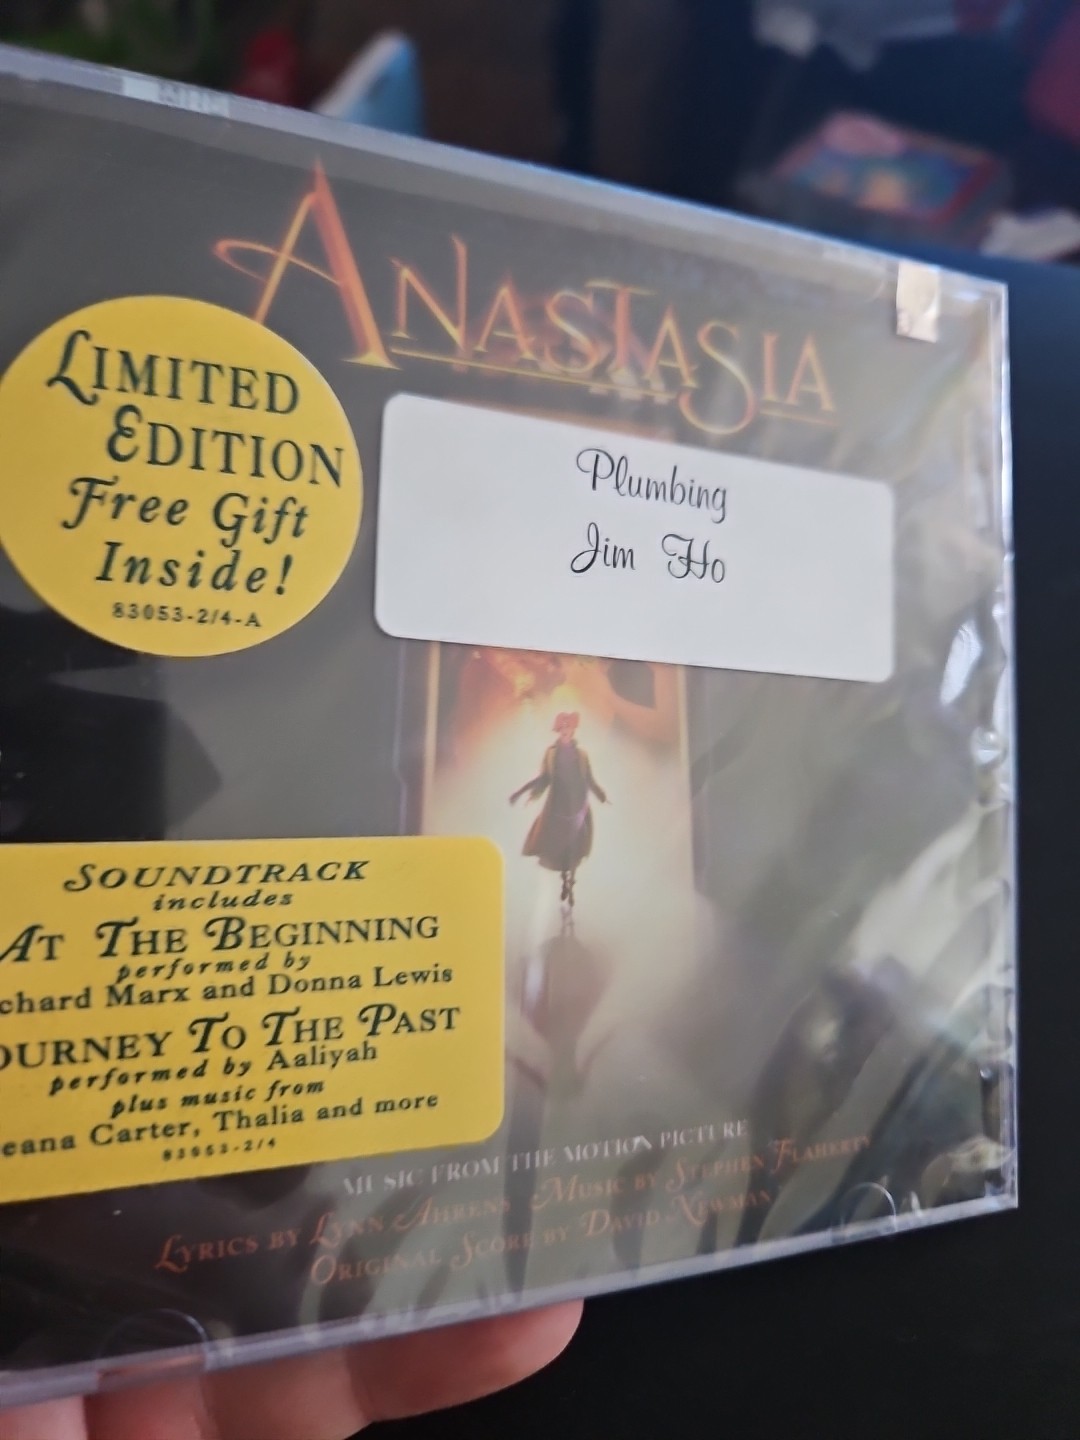 ANASTASIA
LIMITED
EDITION
Free Gift
Inside!
83053-2/4-A
Plumbing
Jim Ho
SOUNDTRACK
includes
AT THE BEGINNING
performed by
chard Marx and Donna Lewis
OURNEY TO THE PAST
performed by Aaliyah
plus music from
eana Carter, Thalia and more
83053-2/4
MUSIC FROM THE MOTION PICTURE
LYRICS BY LYNN AHRENS MUSIC BY STEPHEN FLAHERTY
ORIGINAL SCORE BY DAVID NEWMAN